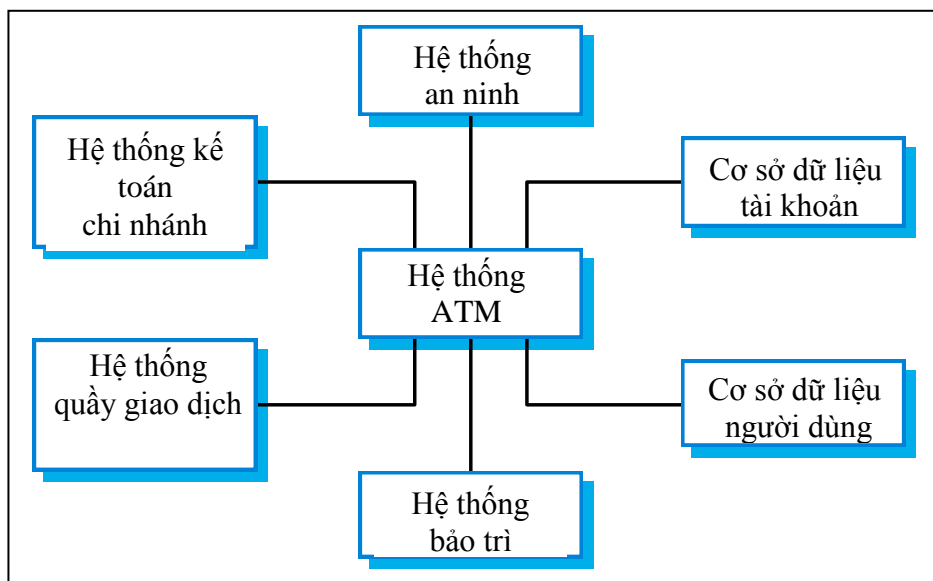 Hệ thống
an ninh
Hệ thống kế
toán
chi nhánh
Cơ sở dữ liệu
tài khoản
Hệ thống
ATM
Hệ thống
quầy giao dịch
Cơ sở dữ liệu
người dùng
Hệ thống
bảo trì